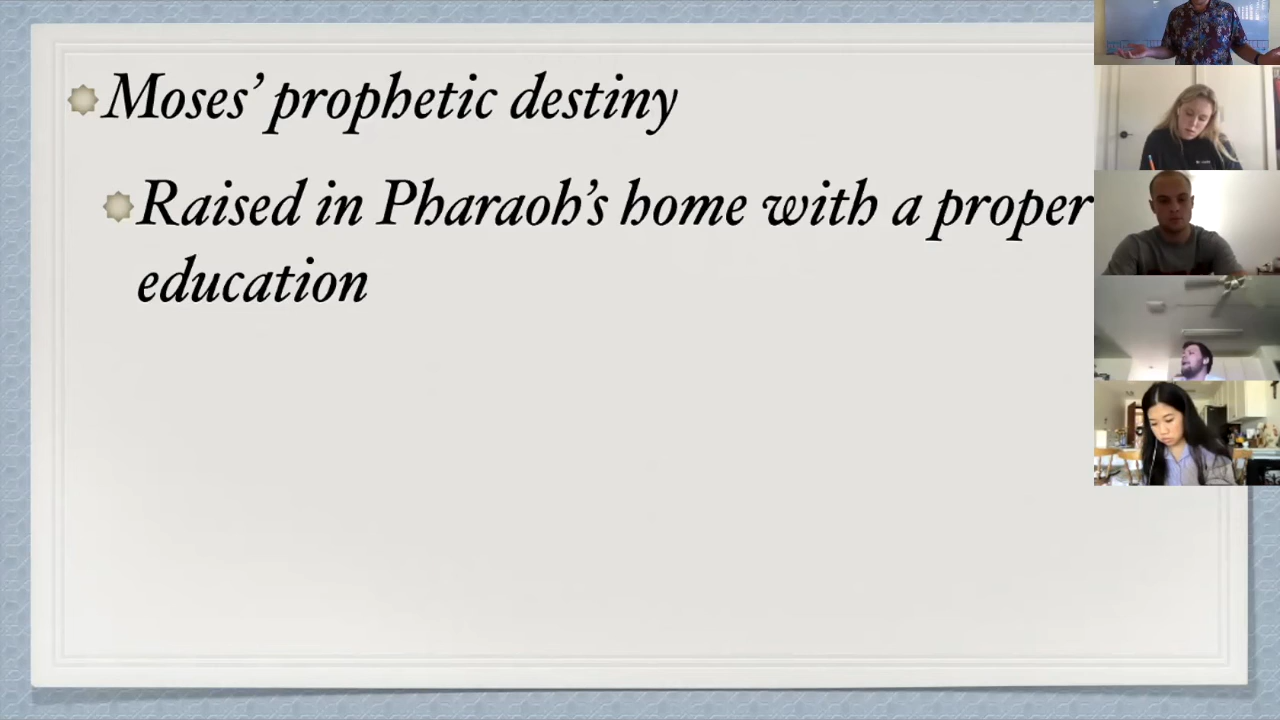 Moses’ prophetic destiny
Raised in Pharaoh’s home with a proper
education